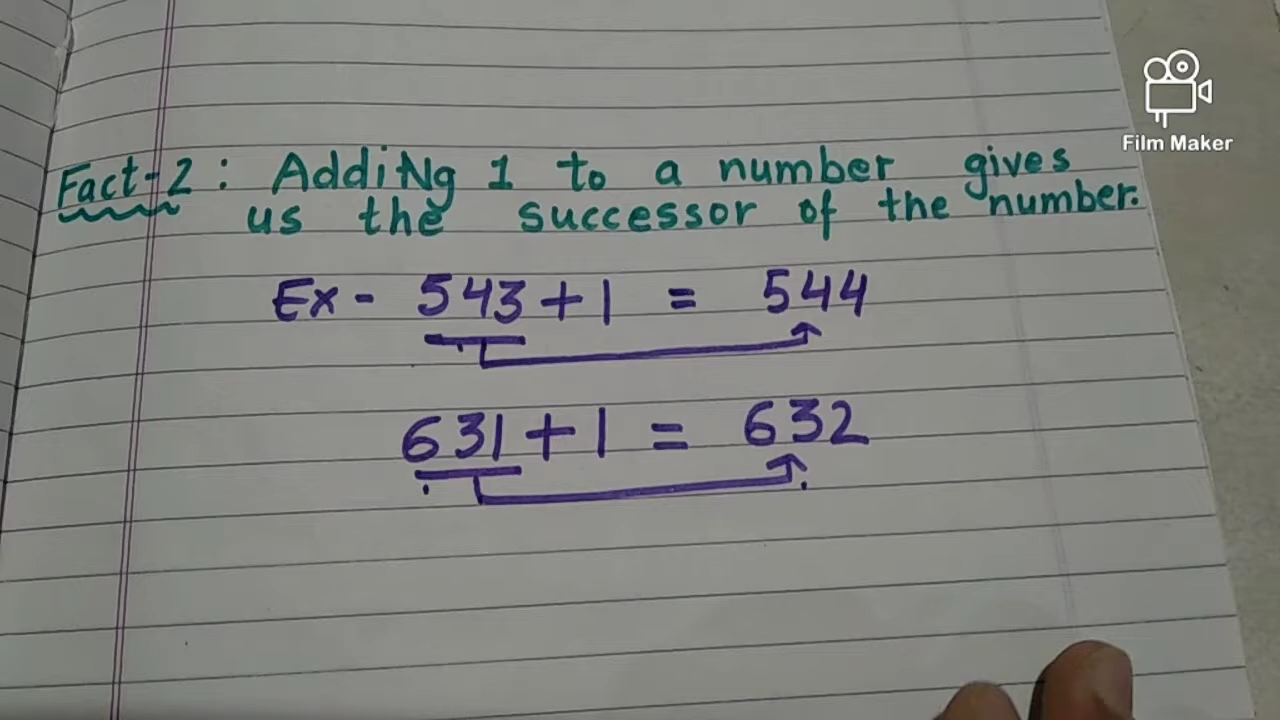 Film Maker
Fact-2: AddiNg 1 to a number gives
us the successor of the number.
Ex- 543+1 = 544
631+1 = 632